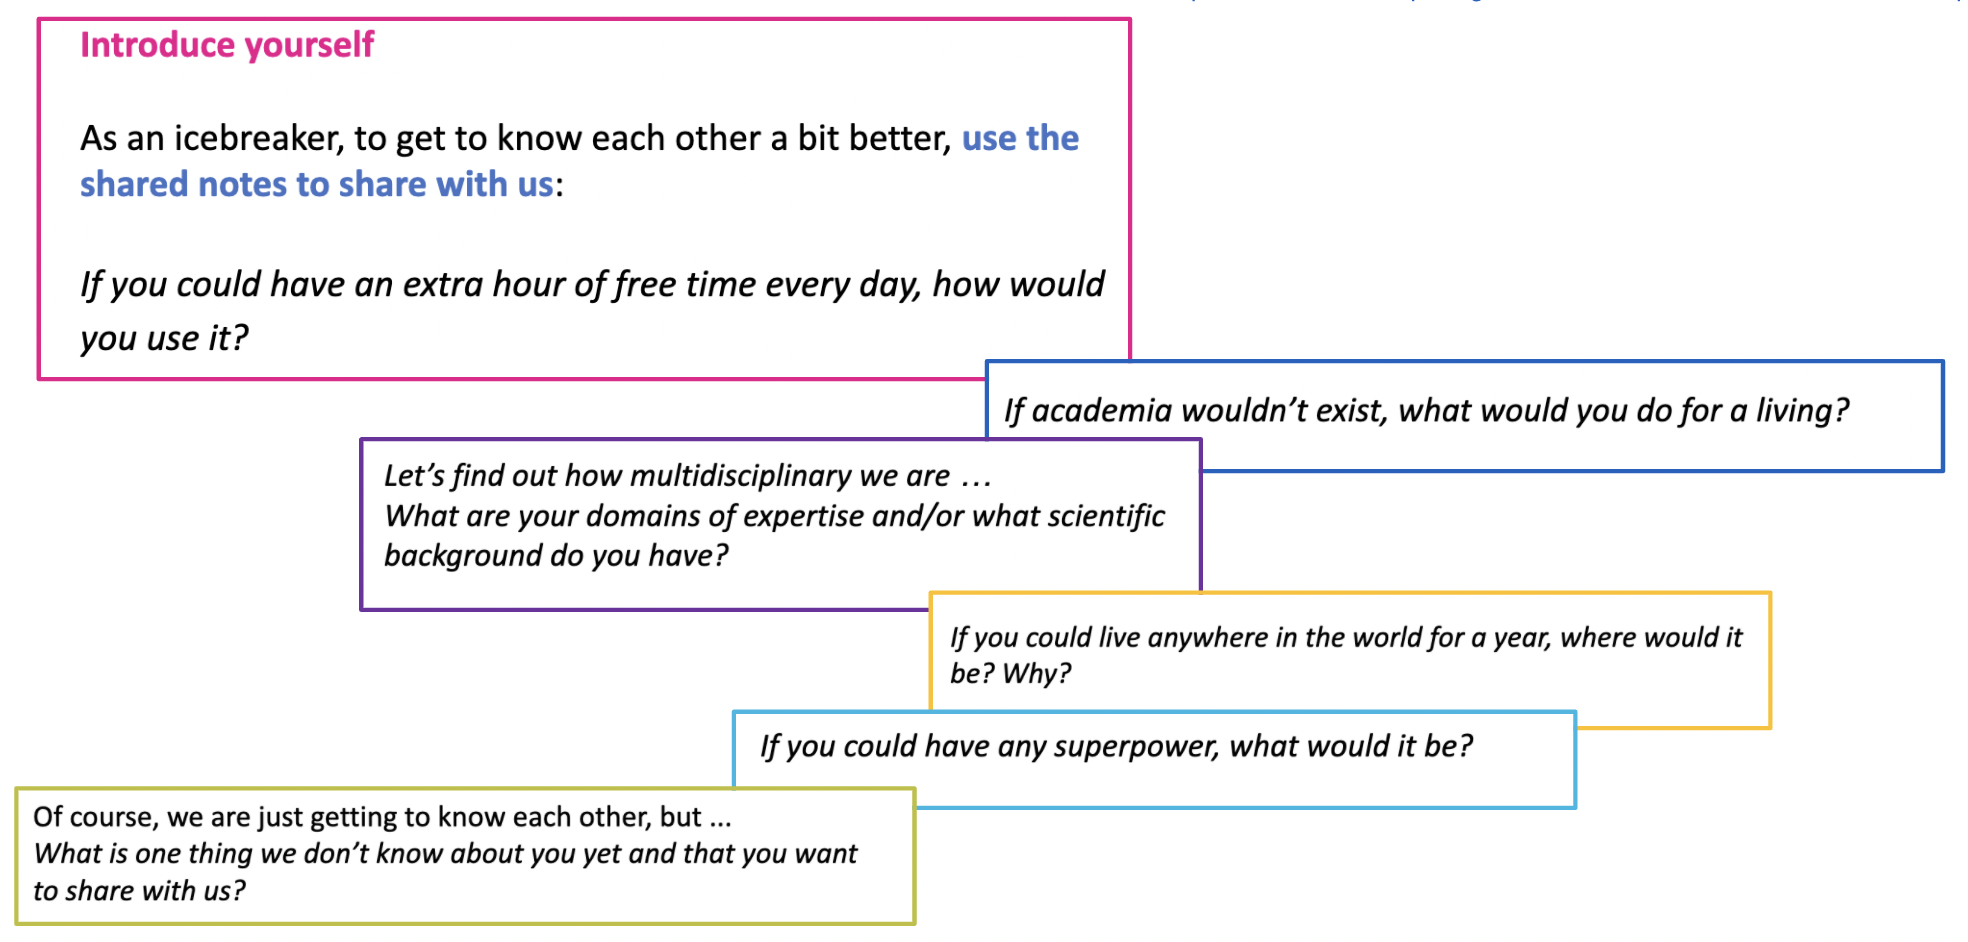 Introduce yourself
As an icebreaker, to get to know each other a bit better, use the
shared notes to share with us:
If you could have an extra hour of free time every day, how would
you use it?
If academia wouldn’t exist, what would you do for a living?
Let’s find out how multidisciplinary we are …
What are your domains of expertise and/or what scientific
background do you have?
If you could live anywhere in the world for a year, where would it
be? Why?
If you could have any superpower, what would it be?
Of course, we are just getting to know each other, but ...
What is one thing we don’t know about you yet and that you want
to share with us?